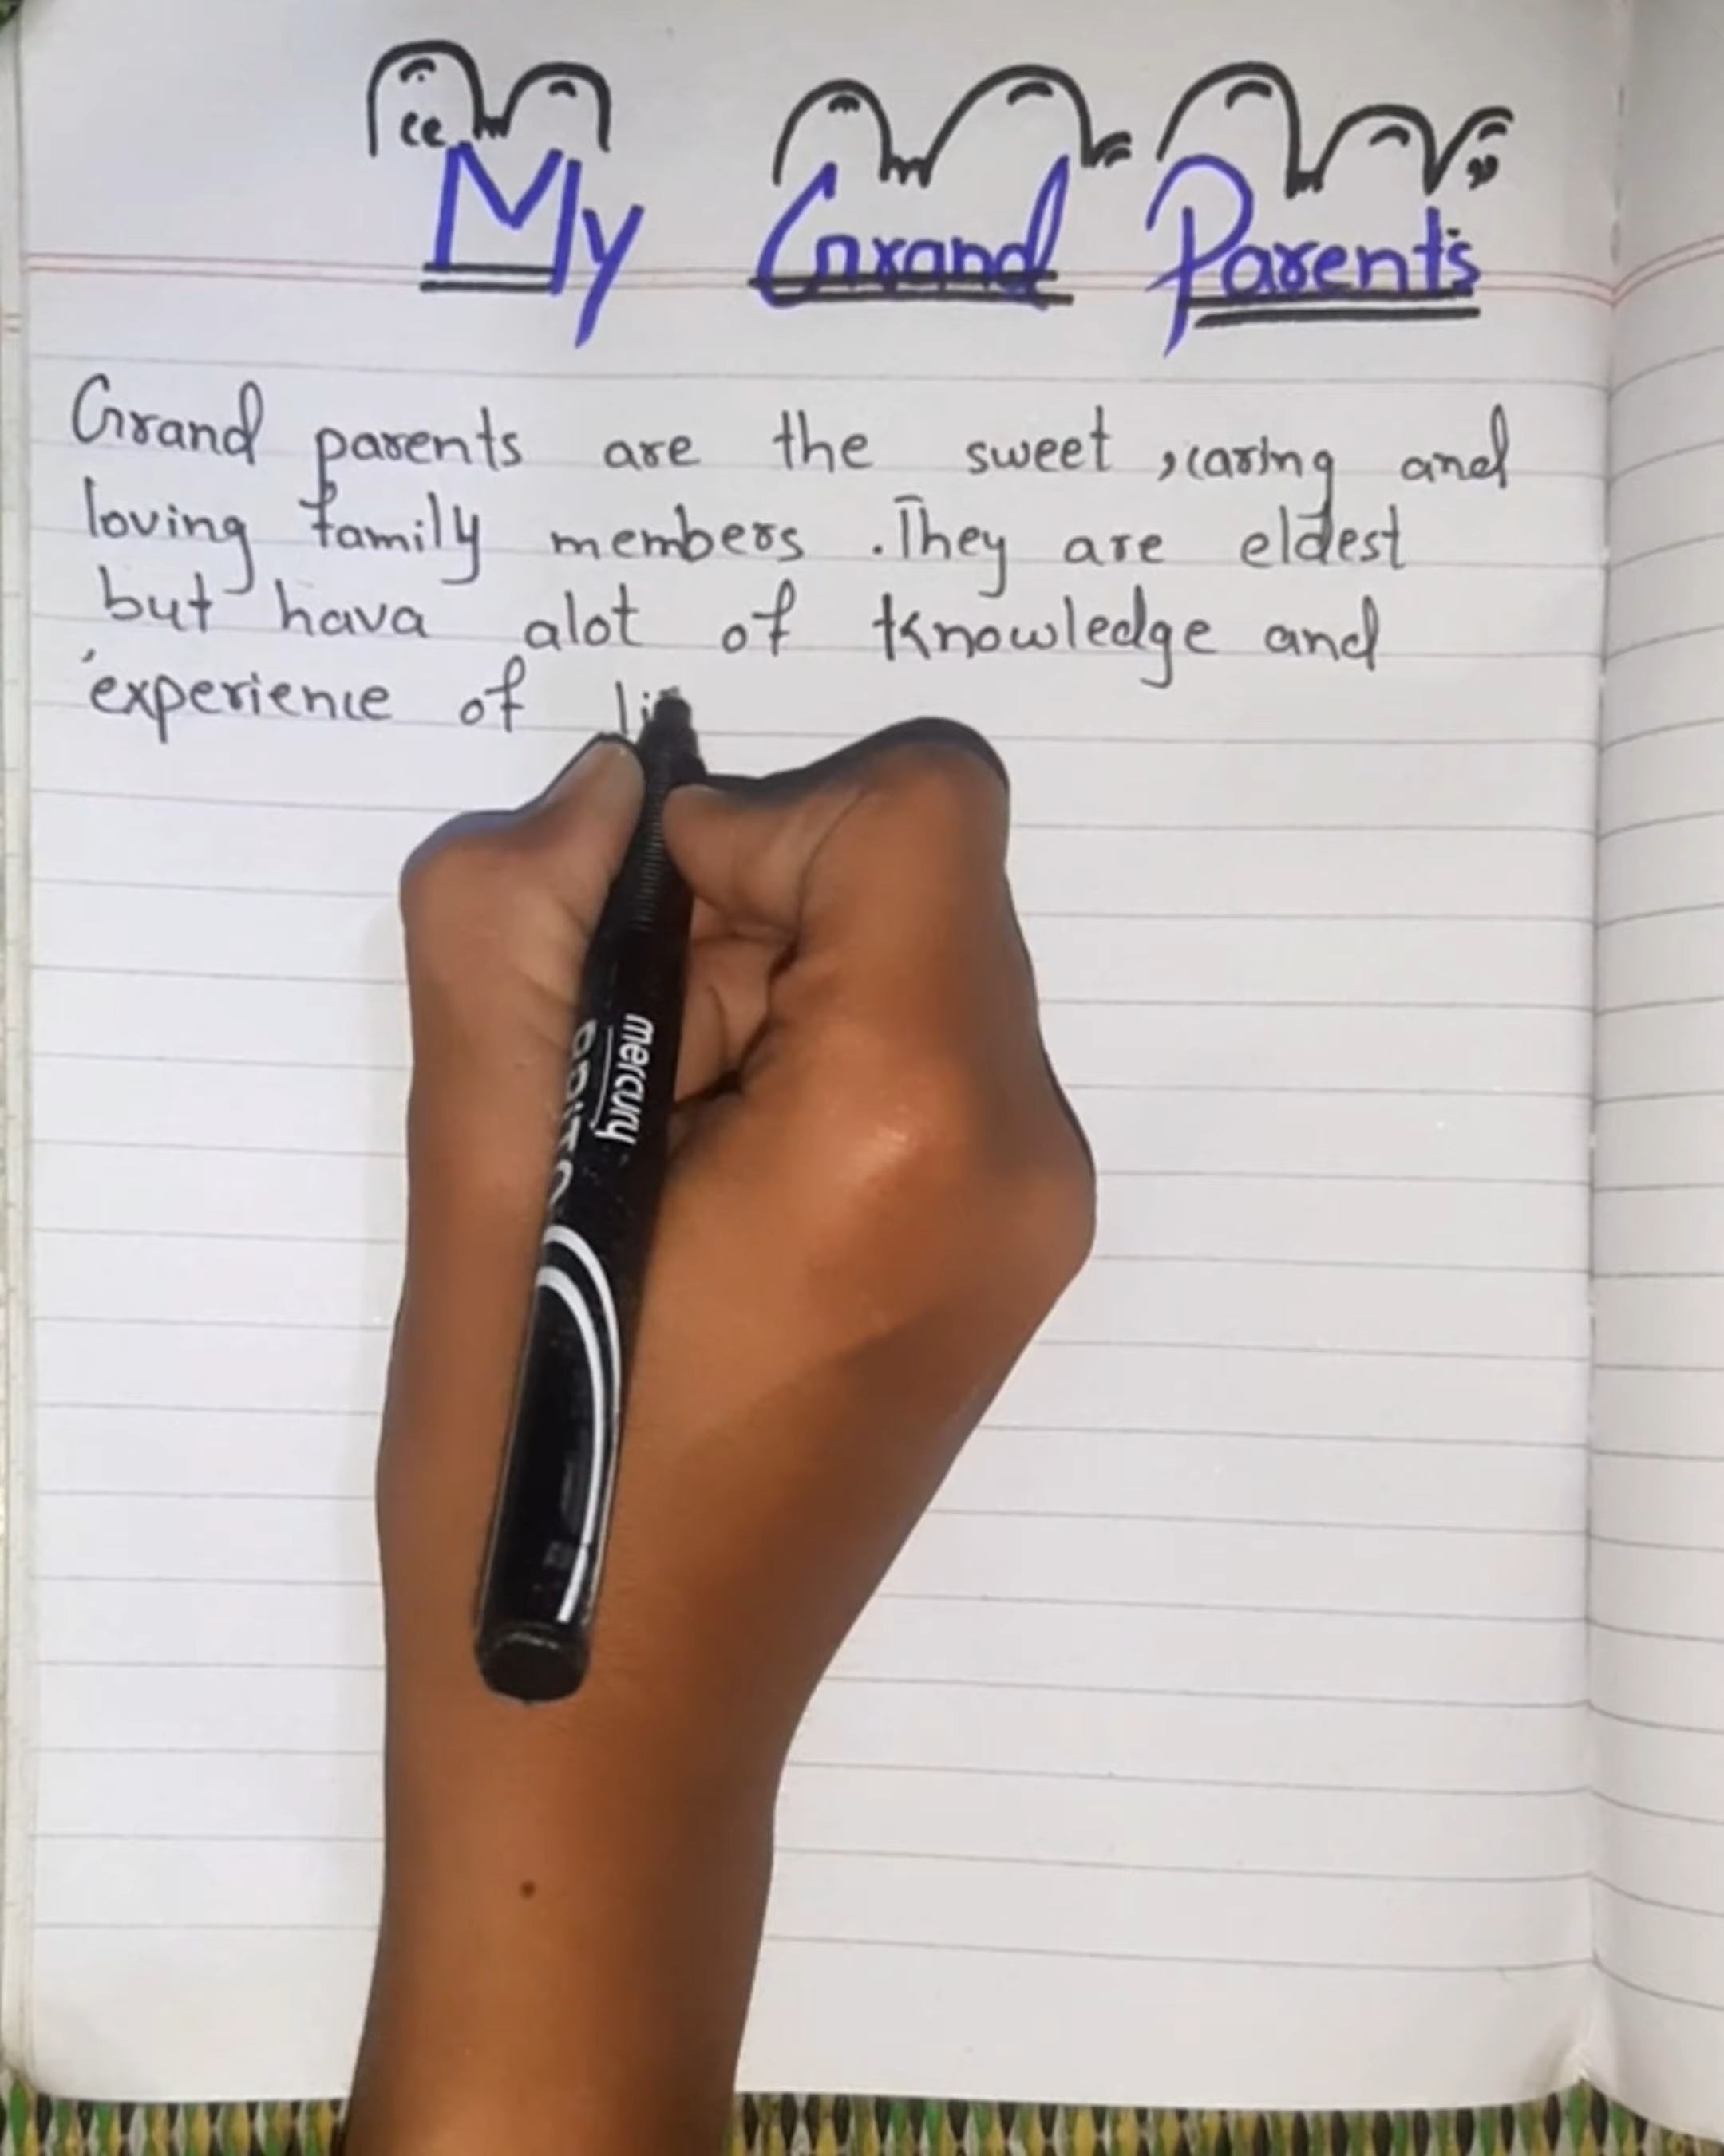 My Grand Parent's
Grand parents are the sweet ,caring and
loving family members .They are eldest
but hava alot of knowledge and
experience of
mercury